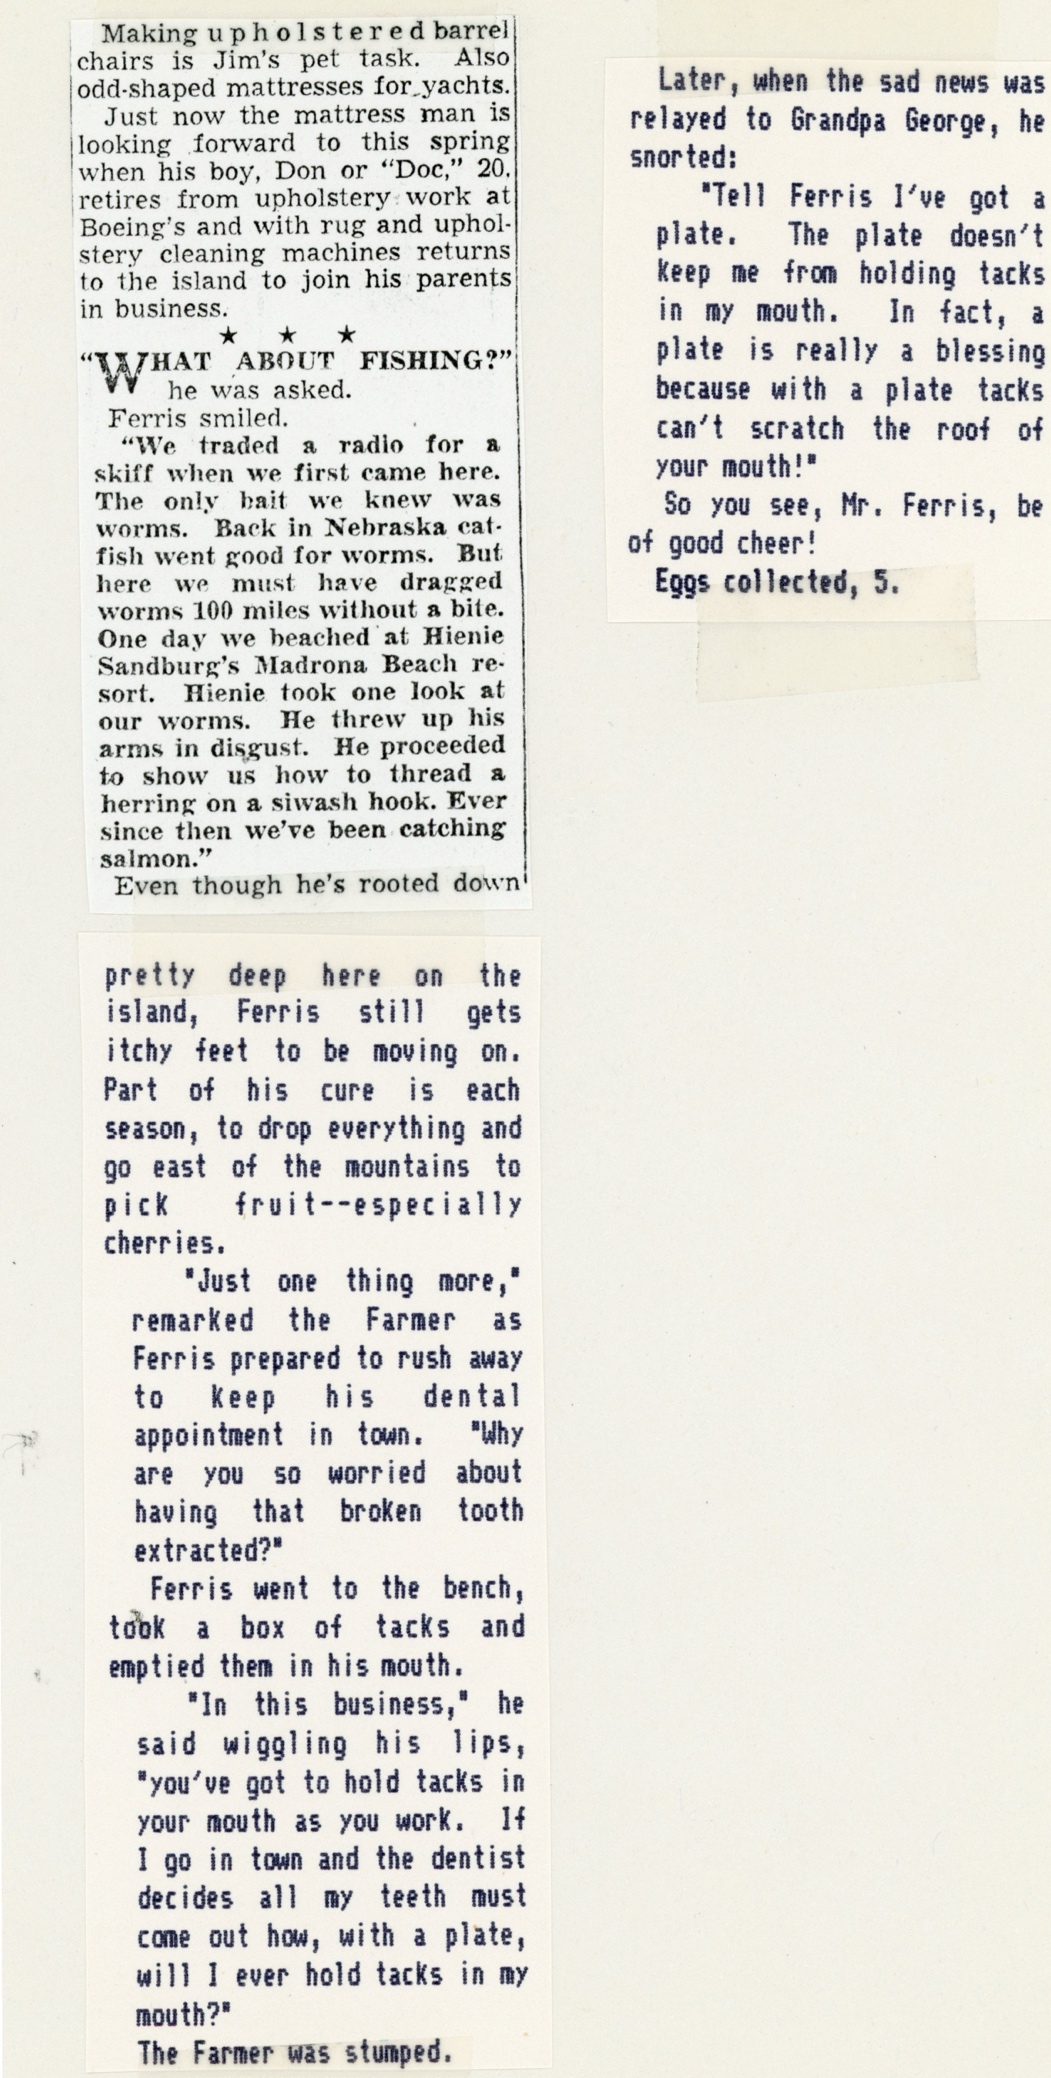 Making upholstered barrel
chairs is Jim's pet task. Also
odd-shaped mattresses for yachts.
Just now the mattress man is
looking forward to this spring
when his boy, Don or "Doc," 20,
retires from upholstery work at
Boeing's and with rug and uphol-
stery cleaning machines returns
to the island to join his parents
in business.
★ ★ ★
"WHAT ABOUT FISHING?"
he was asked.
Ferris smiled.
"We traded a radio for a
skiff when we first came here.
The only bait we knew was
worms. Back in Nebraska cat-
fish went good for worms. But
here we must have dragged
worms 100 miles without a bite.
One day we beached at Hienie
Sandburg's Madrona Beach re-
sort. Hienie took one look at
our worms. He threw up his
arms in disgust. He proceeded
to show us how to thread a
herring on a siwash hook. Ever
since then we've been catching
salmon."
Even though he's rooted down
pretty deep here on the
island, Ferris still gets
itchy feet to be moving on.
Part of his cure is each
season, to drop everything and
go east of the mountains to
pick fruit--especially
cherries.
"Just one thing more,"
remarked the Farmer as
Ferris prepared to rush away
to keep his dental
appointment in town. "Why
are you so worried about
having that broken tooth
extracted?"
Ferris went to the bench,
took a box of tacks and
emptied them in his mouth.
"In this business," he
said wiggling his lips,
"you've got to hold tacks in
your mouth as you work. If
I go in town and the dentist
decides all my teeth must
come out how, with a plate,
will I ever hold tacks in my
mouth?"
The Farmer was stumped.
Later, when the sad news was
relayed to Grandpa George, he
snorted:
"Tell Ferris I've got a
plate. The plate doesn't
keep me from holding tacks
in my mouth. In fact, a
plate is really a blessing
because with a plate tacks
can't scratch the roof of
your mouth!"
So you see, Mr. Ferris, be
of good cheer!
Eggs collected, 5.